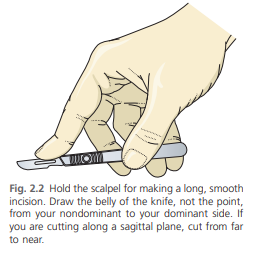 Fig. 2.2 Hold the scalpel for making a long, smooth
incision. Draw the belly of the knife, not the point,
from your nondominant to your dominant side. If
you are cutting along a sagittal plane, cut from far
to near.